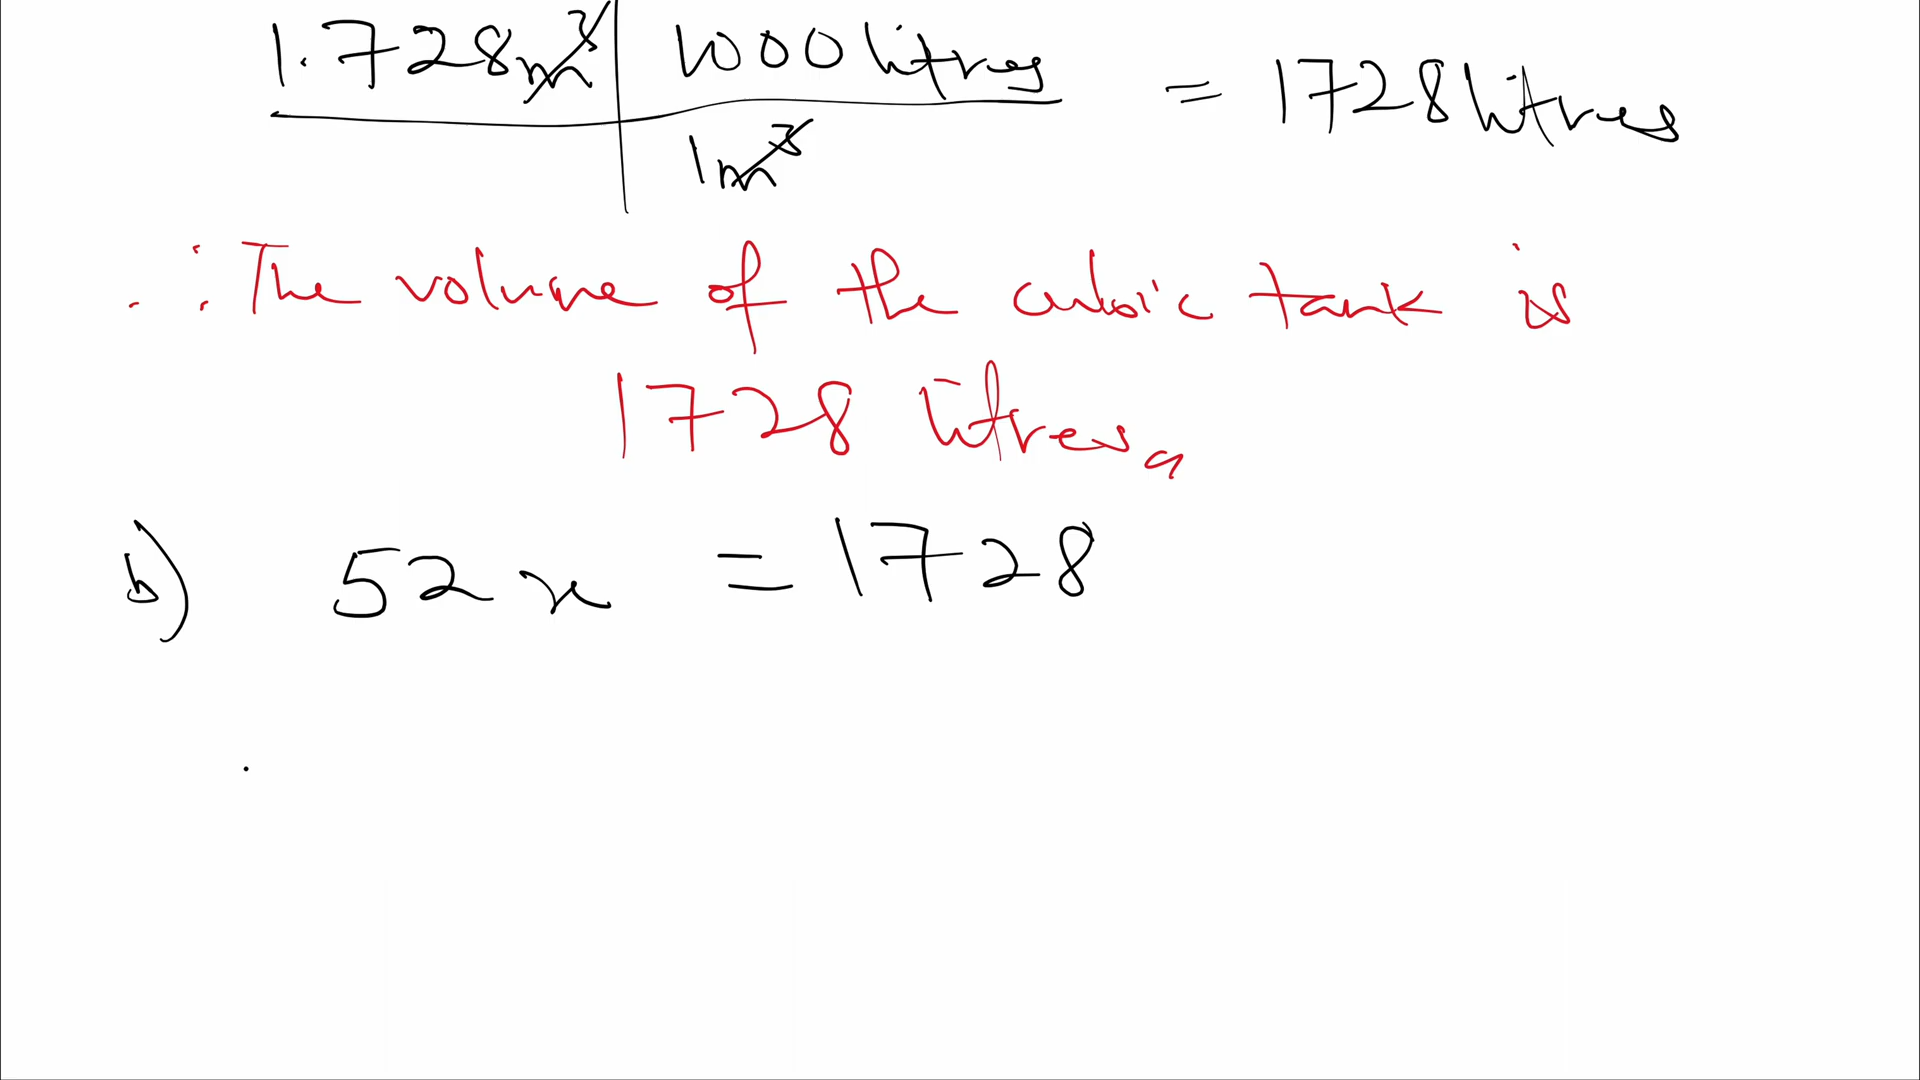 1.728m³ | 1000 litres = 1728 litres
1m³
∴ The volume of the cubic tank is
1728 litres
b) 52x = 1728